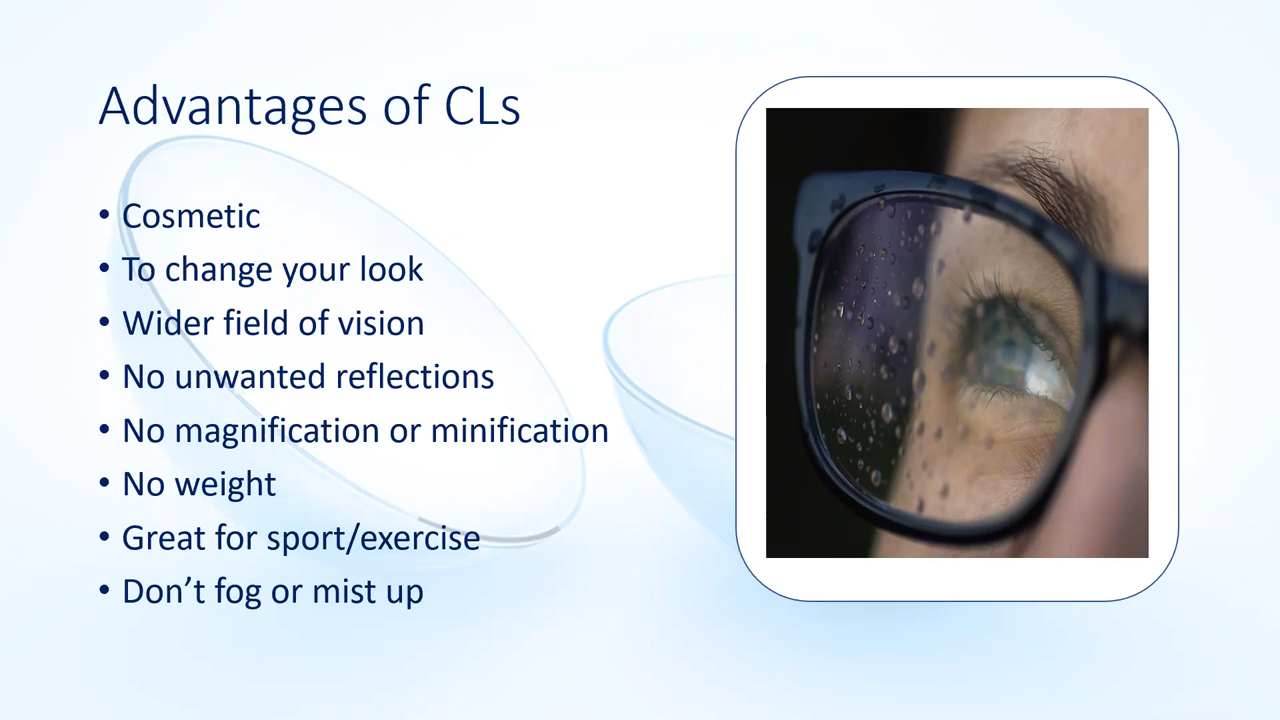 Advantages of CLs
• Cosmetic
• To change your look
• Wider field of vision
• No unwanted reflections
• No magnification or minification
• No weight
• Great for sport/exercise
• Don’t fog or mist up